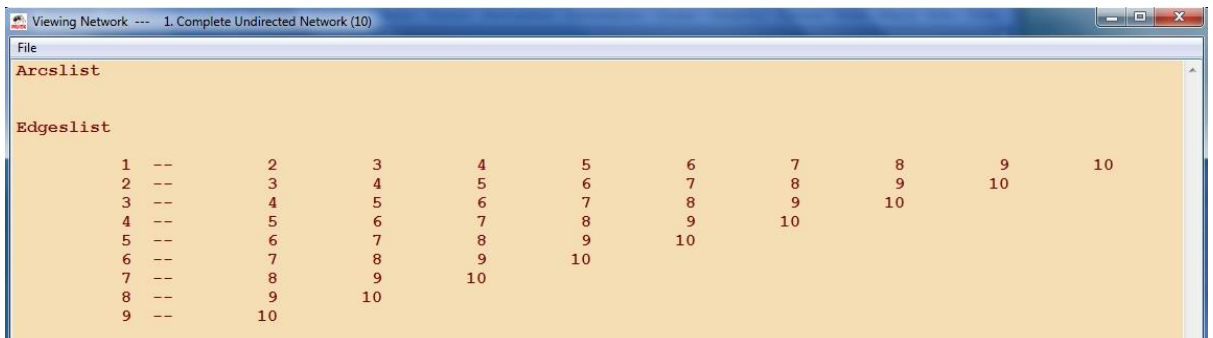 Viewing Network --- 1. Complete Undirected Network (10)
File
Arcslist
Edgeslist
1 -- 2 3 4 5 6 7 8 9 10
2 -- 3 4 5 6 7 8 9 10
3 -- 4 5 6 7 8 9 10
4 -- 5 6 7 8 9 10
5 -- 6 7 8 9 10
6 -- 7 8 9 10
7 -- 8 9 10
8 -- 9 10
9 -- 10